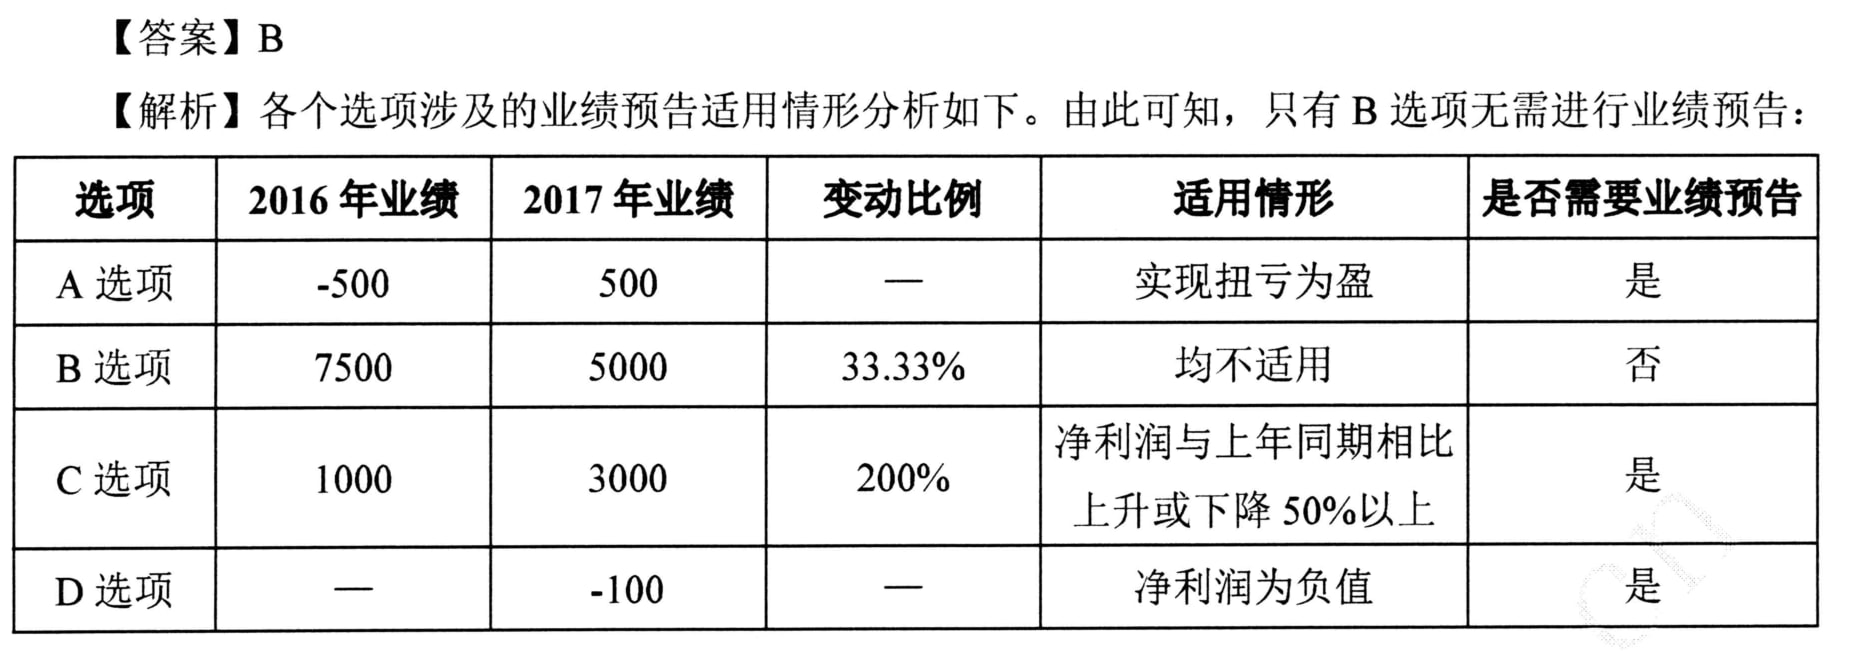 【答案】B
【解析】各个选项涉及的业绩预告适用情形分析如下。由此可知，只有 B 选项无需进行业绩预告：
选项 2016 年业绩 2017 年业绩 变动比例 适用情形 是否需要业绩预告
A 选项 -500 500 — 实现扭亏为盈 是
B 选项 7500 5000 33.33% 均不适用 否
C 选项 1000 3000 200% 净利润与上年同期相比 是
上升或下降 50%以上
D 选项 — -100 — 净利润为负值 是